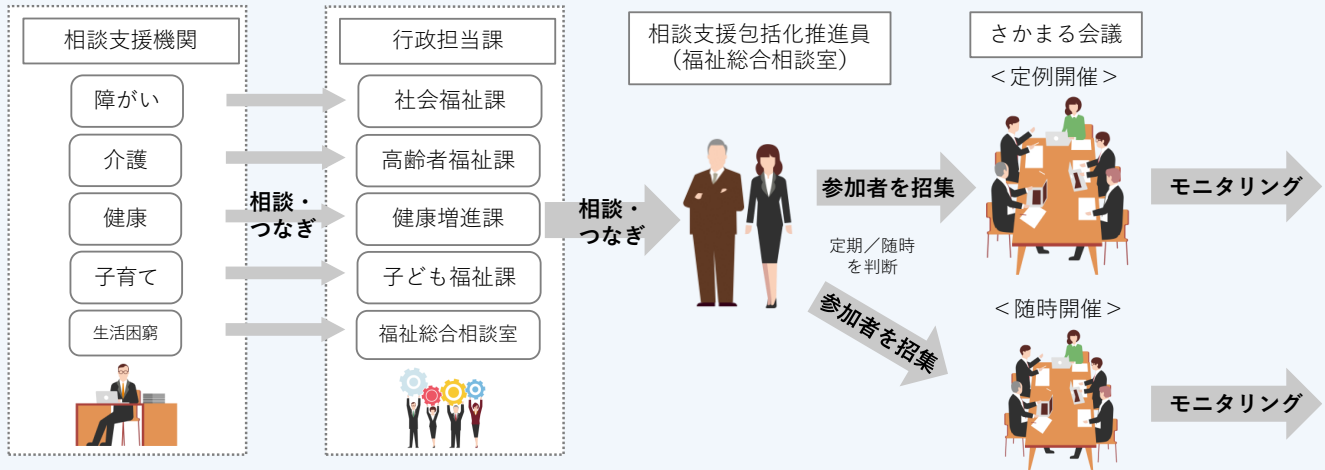 相談支援機関
障がい
介護
健康
子育て
生活困窮
相談・
つなぎ
行政担当課
社会福祉課
高齢者福祉課
健康増進課
子ども福祉課
福祉総合相談室
相談・
つなぎ
相談支援包括化推進員
（福祉総合相談室）
参加者を招集
定期／随時
を判断
参加者を招集
さかまる会議
＜定例開催＞
モニタリング
＜随時開催＞
モニタリング